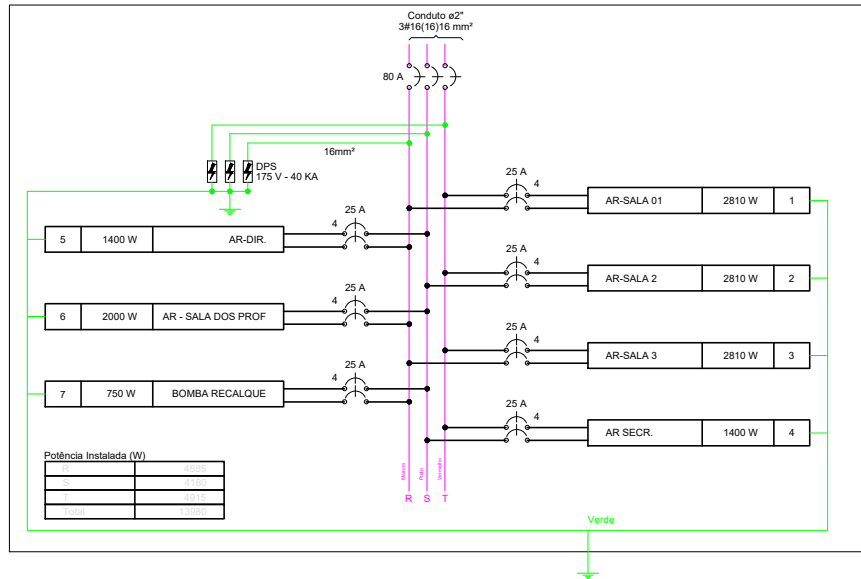 Conduto ø2"
3#16(16)16 mm²
80 A
16mm²
DPS
175 V - 40 KA
25 A
4
AR-SALA 01 2810 W 1
25 A
4
5 1400 W AR-DIR.
25 A
4
AR-SALA 2 2810 W 2
25 A
4
6 2000 W AR - SALA DOS PROF
25 A
4
AR-SALA 3 2810 W 3
25 A
4
7 750 W BOMBA RECALQUE
25 A
4
AR SECR. 1400 W 4
Potência Instalada (W)
R 4885
S 4180
T 4915
Total 13980
Marrom
Preto
Vermelho
R S T
Verde